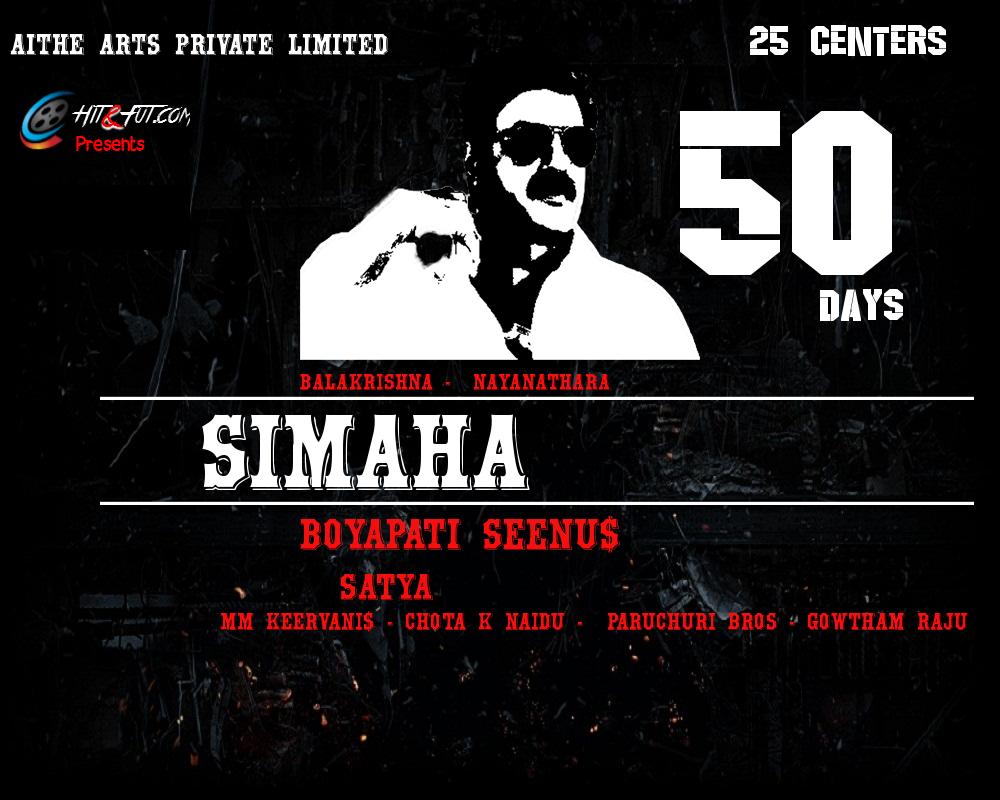 AITHE ARTS PRIVATE LIMITED
25 CENTERS
HIT&FUT.COM
Presents
50
DAYS
BALAKRISHNA - NAYANATHARA
SIMAHA
BOYAPATI SEENU$
SATYA
MM KEERVANI$ - CHOTA K NAIDU - PARUCHURI BROS - GOWTHAM RAJU